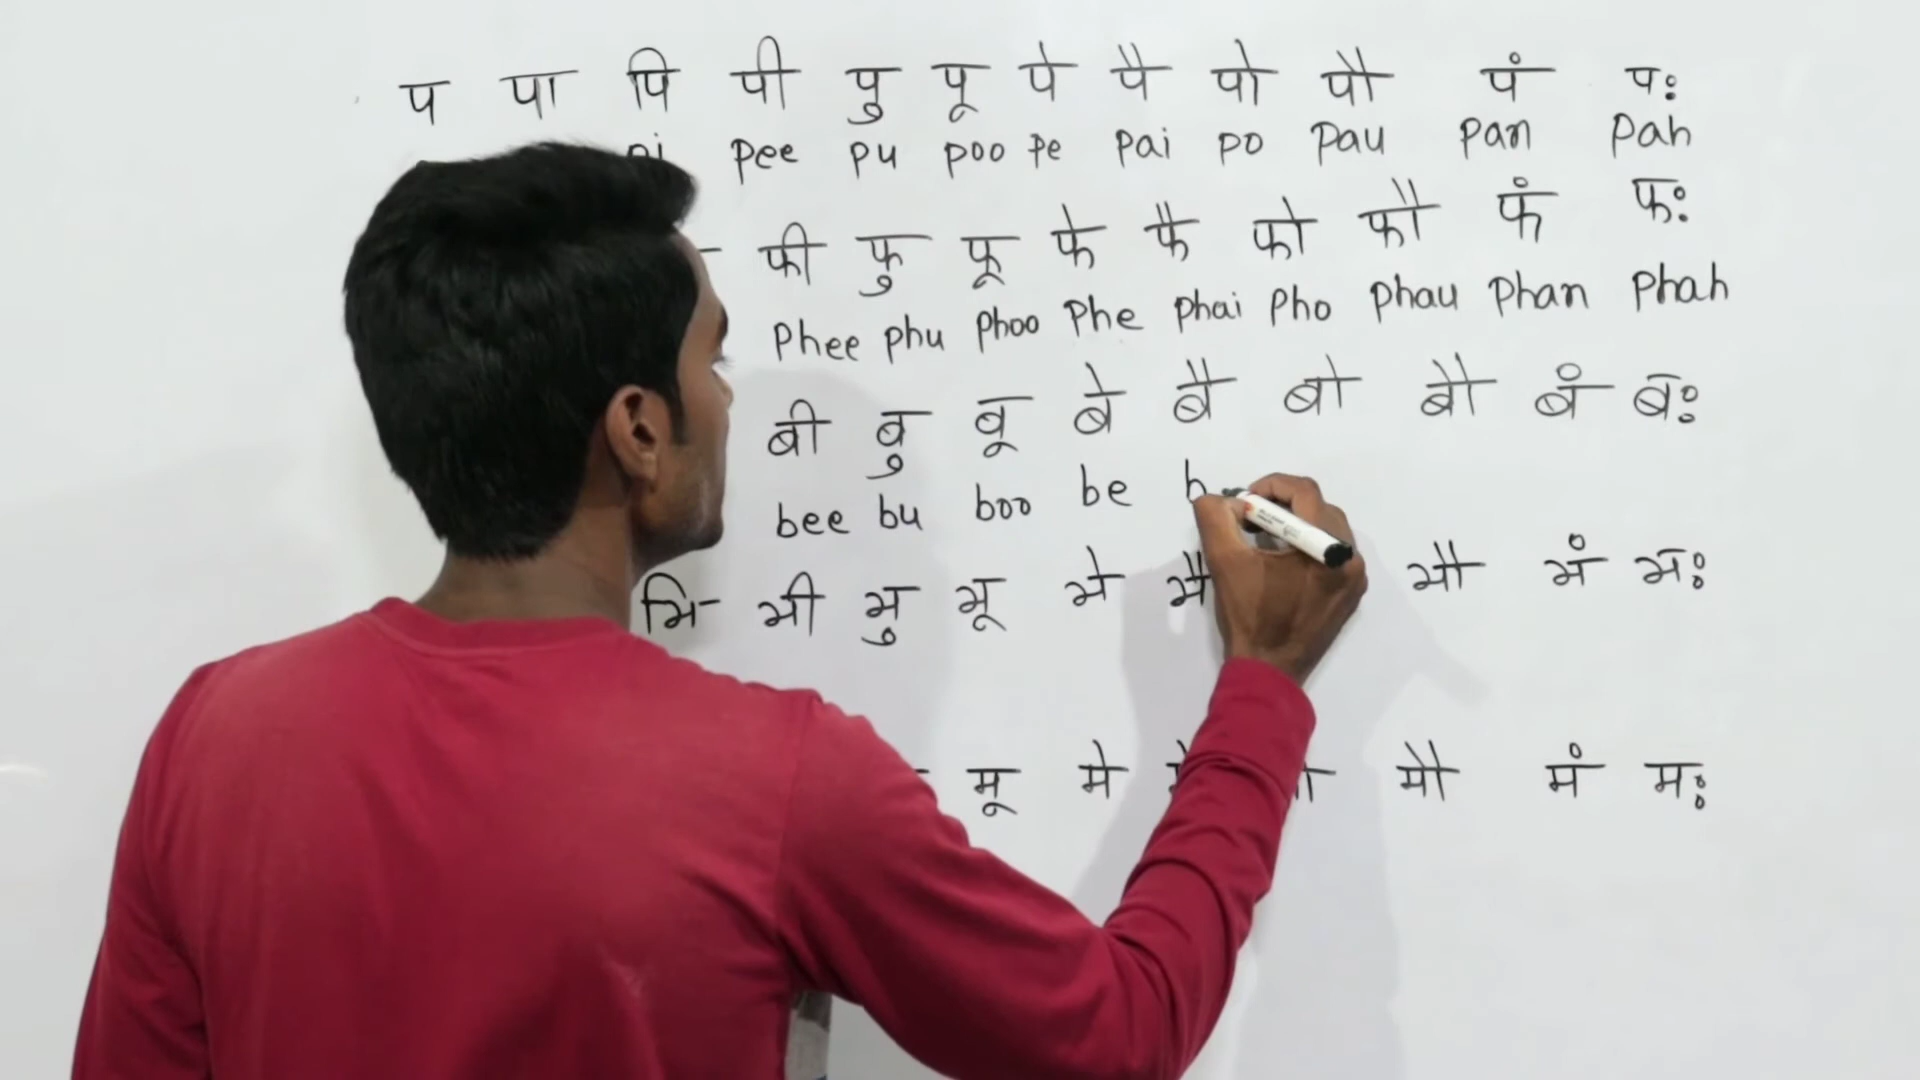 प पा पि पी पु पू पे पै पो पौ पं पः
pi pee pu poo pe pai po pau pan pah
फी फु फू फे फै फो फौ फं फः
phee phu phoo phe phai pho phau phan phah
बी बु बू बे बै बो बौ बं बः
bee bu boo be b
भि भी भु भू भे भै भौ भं भः
मू मे मौ मं मः